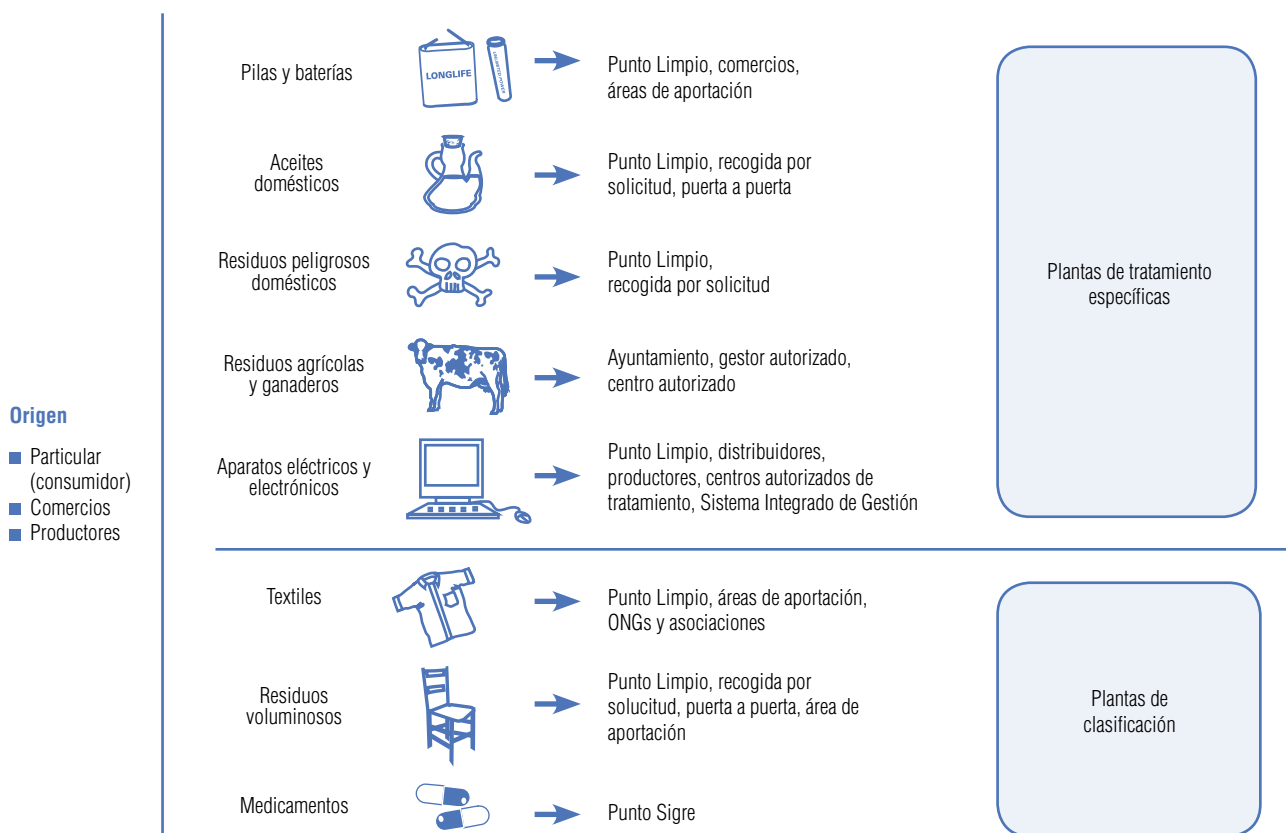 Pilas y baterías
LONGLIFE
UNLIMITED POWER
Punto Limpio, comercios,
áreas de aportación
Aceites
domésticos
Punto Limpio, recogida por
solicitud, puerta a puerta
Residuos peligrosos
domésticos
Punto Limpio,
recogida por solicitud
Residuos agrícolas
y ganaderos
Ayuntamiento, gestor autorizado,
centro autorizado
Aparatos eléctricos y
electrónicos
Punto Limpio, distribuidores,
productores, centros autorizados de
tratamiento, Sistema Integrado de Gestión
Plantas de tratamiento
específicas
Origen
Particular
(consumidor)
Comercios
Productores
Textiles
Punto Limpio, áreas de aportación,
ONGs y asociaciones
Residuos
voluminosos
Punto Limpio, recogida por
solucitud, puerta a puerta, área de
aportación
Medicamentos
Punto Sigre
Plantas de
clasificación